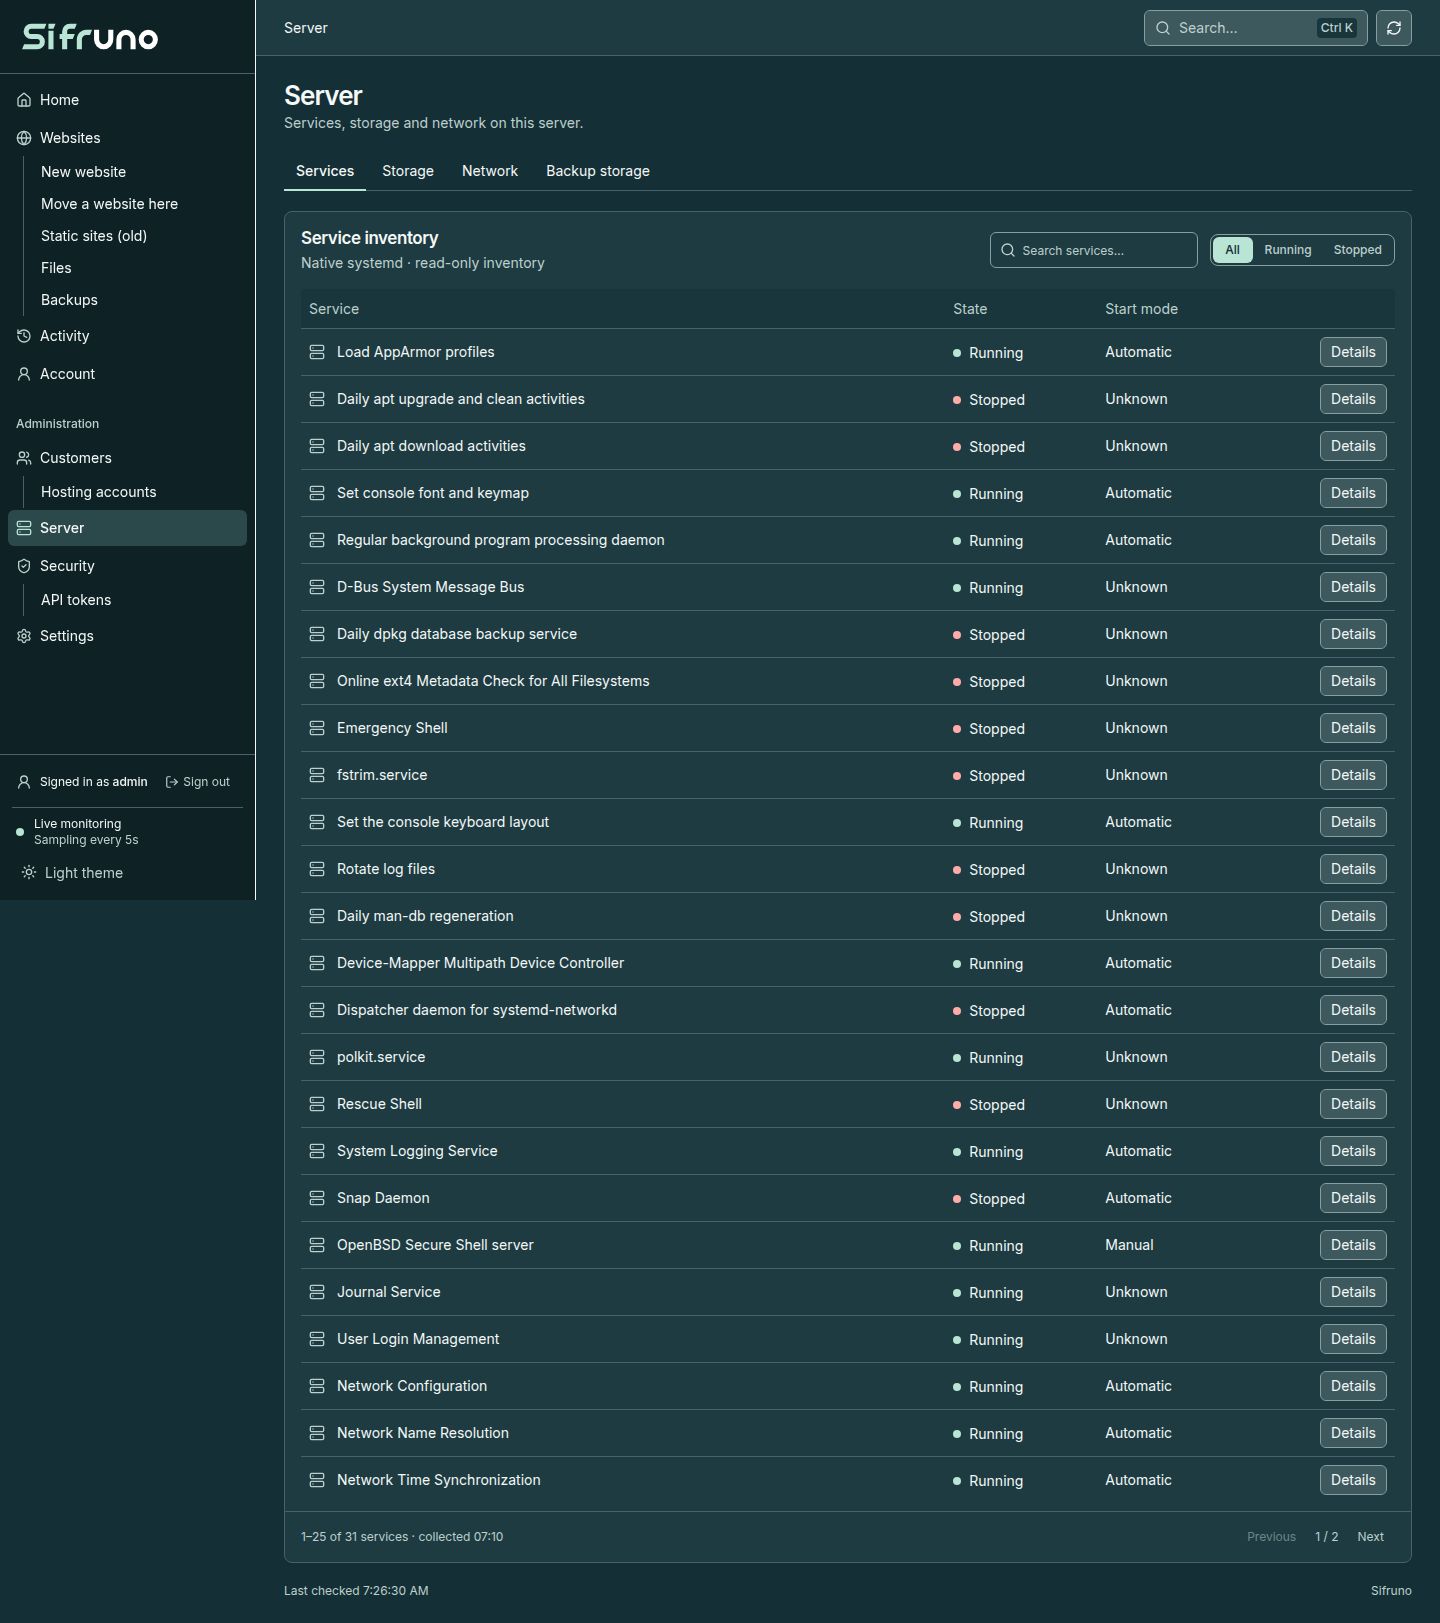 Sifruno
Home
Websites
New website
Move a website here
Static sites (old)
Files
Backups
Activity
Account
Administration
Customers
Hosting accounts
Server
Security
API tokens
Settings
Signed in as admin Sign out
Live monitoring
Sampling every 5s
Light theme
Server Search... Ctrl K
Server
Services, storage and network on this server.
Services Storage Network Backup storage
Service inventory
Native systemd · read-only inventory
Search services... All Running Stopped
Service State Start mode
Load AppArmor profiles Running Automatic Details
Daily apt upgrade and clean activities Stopped Unknown Details
Daily apt download activities Stopped Unknown Details
Set console font and keymap Running Automatic Details
Regular background program processing daemon Running Automatic Details
D-Bus System Message Bus Running Unknown Details
Daily dpkg database backup service Stopped Unknown Details
Online ext4 Metadata Check for All Filesystems Stopped Unknown Details
Emergency Shell Stopped Unknown Details
fstrim.service Stopped Unknown Details
Set the console keyboard layout Running Automatic Details
Rotate log files Stopped Unknown Details
Daily man-db regeneration Stopped Unknown Details
Device-Mapper Multipath Device Controller Running Automatic Details
Dispatcher daemon for systemd-networkd Stopped Automatic Details
polkit.service Running Unknown Details
Rescue Shell Stopped Unknown Details
System Logging Service Running Automatic Details
Snap Daemon Stopped Automatic Details
OpenBSD Secure Shell server Running Manual Details
Journal Service Running Unknown Details
User Login Management Running Unknown Details
Network Configuration Running Automatic Details
Network Name Resolution Running Automatic Details
Network Time Synchronization Running Automatic Details
1–25 of 31 services · collected 07:10 Previous 1 / 2 Next
Last checked 7:26:30 AM Sifruno